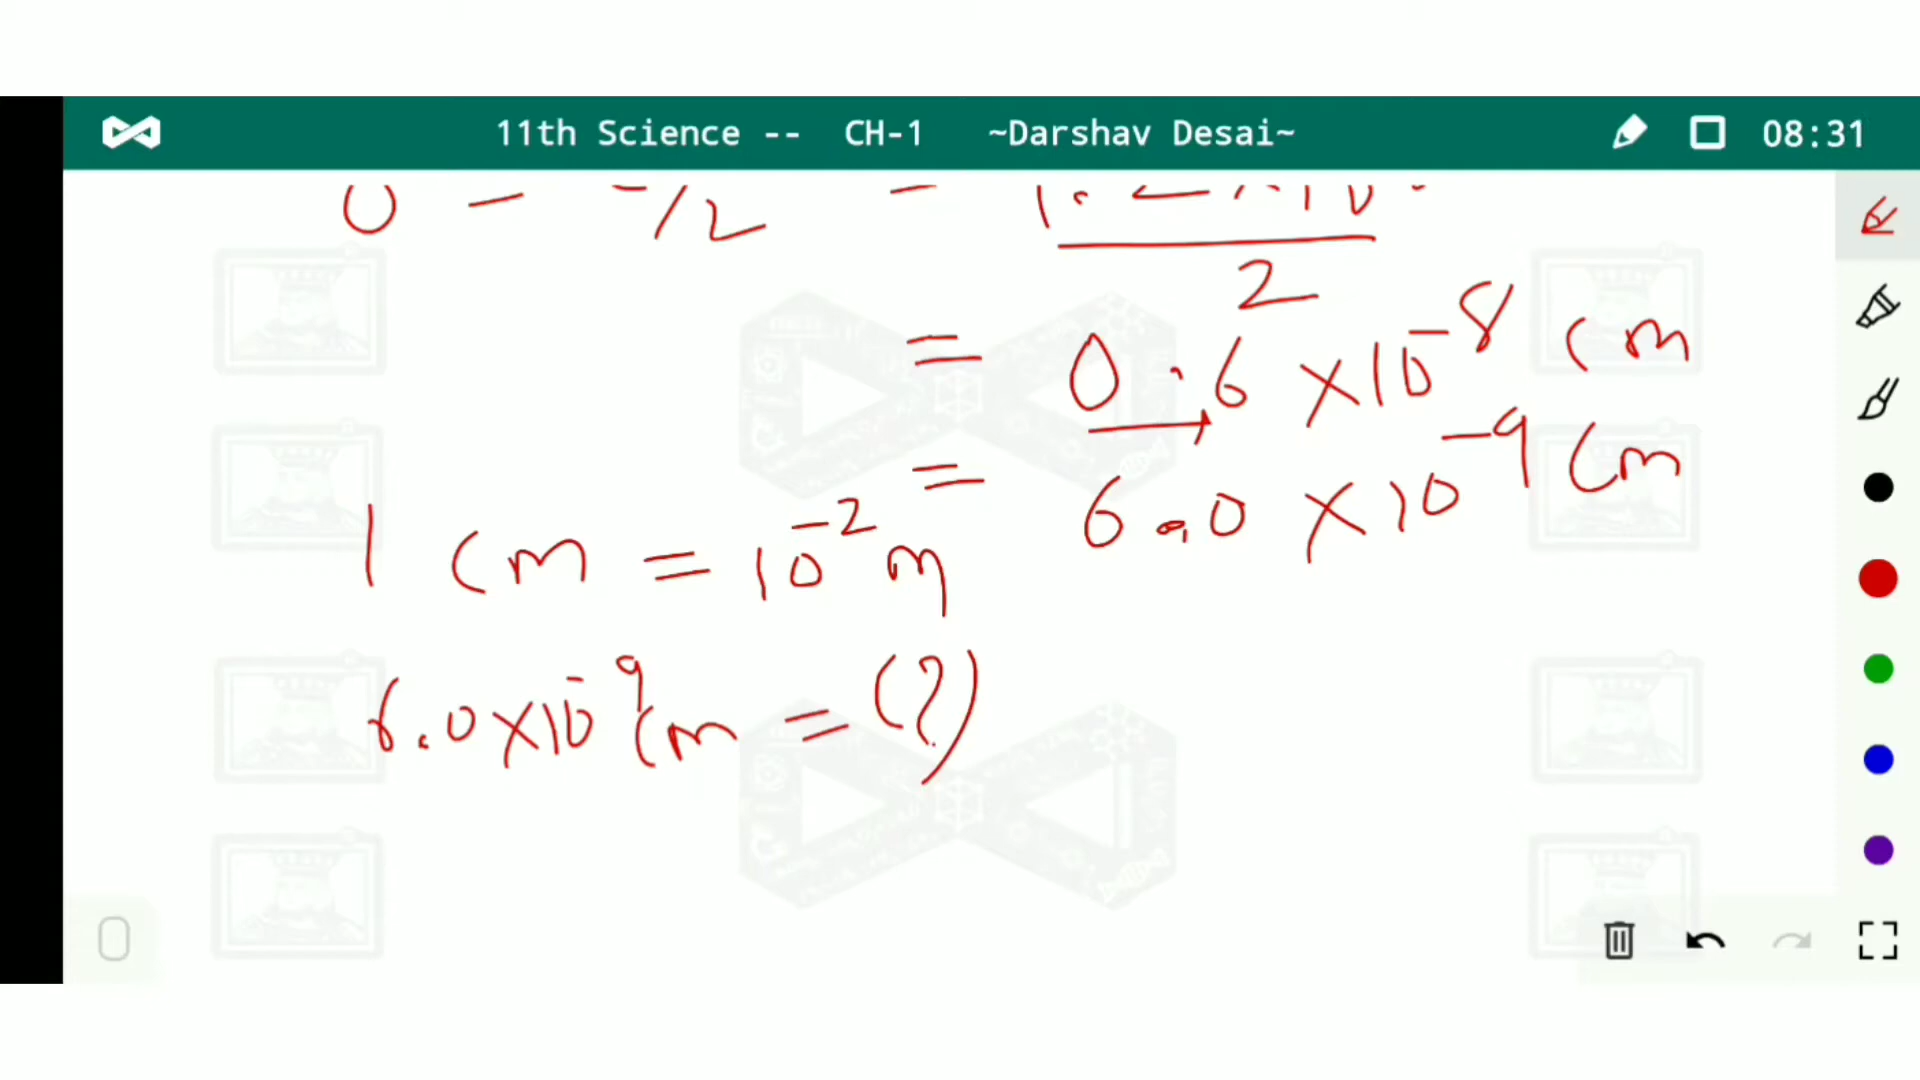 11th Science -- CH-1 ~Darshav Desai~ 08:31
2
= 0.6 × 10⁻⁸ cm
= 6.0 × 10⁻⁹ cm
1 cm = 10⁻² m
6.0×10⁻⁹ cm = (?)